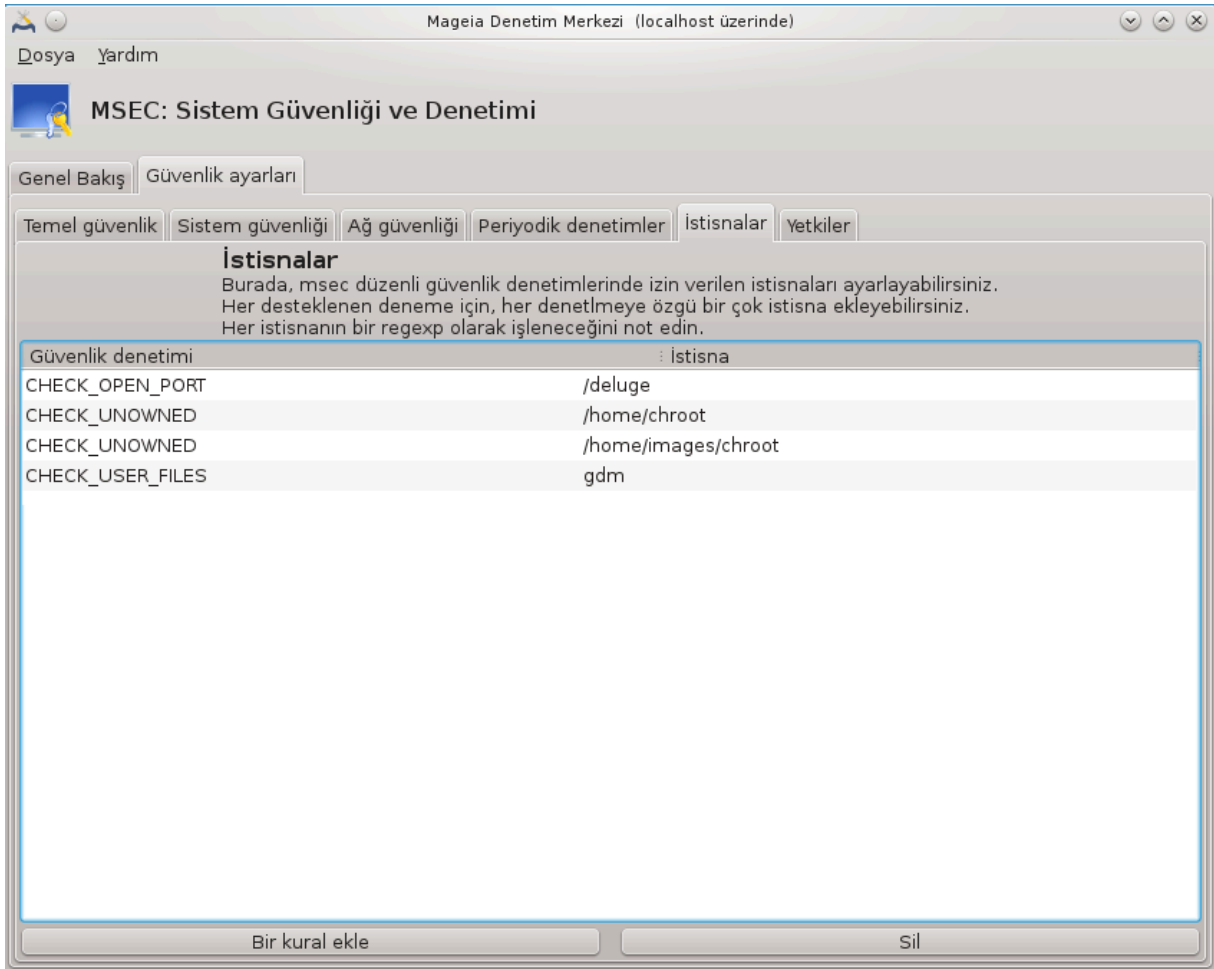 Mageia Denetim Merkezi (localhost üzerinde)
Dosya Yardım
MSEC: Sistem Güvenliği ve Denetimi
Genel Bakış Güvenlik ayarları
Temel güvenlik Sistem güvenliği Ağ güvenliği Periyodik denetimler İstisnalar Yetkiler
İstisnalar
Burada, msec düzenli güvenlik denetimlerinde izin verilen istisnaları ayarlayabilirsiniz.
Her desteklenen deneme için, her denetlmeye özgü bir çok istisna ekleyebilirsiniz.
Her istisnanın bir regexp olarak işleneceğini not edin.
Güvenlik denetimi İstisna
CHECK_OPEN_PORT /deluge
CHECK_UNOWNED /home/chroot
CHECK_UNOWNED /home/images/chroot
CHECK_USER_FILES gdm
Bir kural ekle Sil